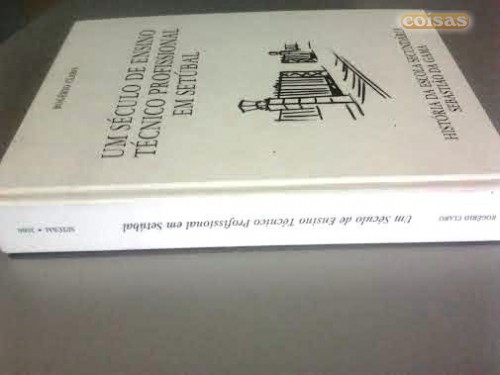 coisas
ROGÉRIO CLARO
UM SÉCULO DE ENSINO
TÉCNICO PROFISSIONAL
EM SETÚBAL
HISTÓRIA DA ESCOLA SECUNDÁRIA
SEBASTIÃO DA GAMA
ROGÉRIO CLARO
Um Século de Ensino Técnico Profissional em Setúbal
SETÚBAL •